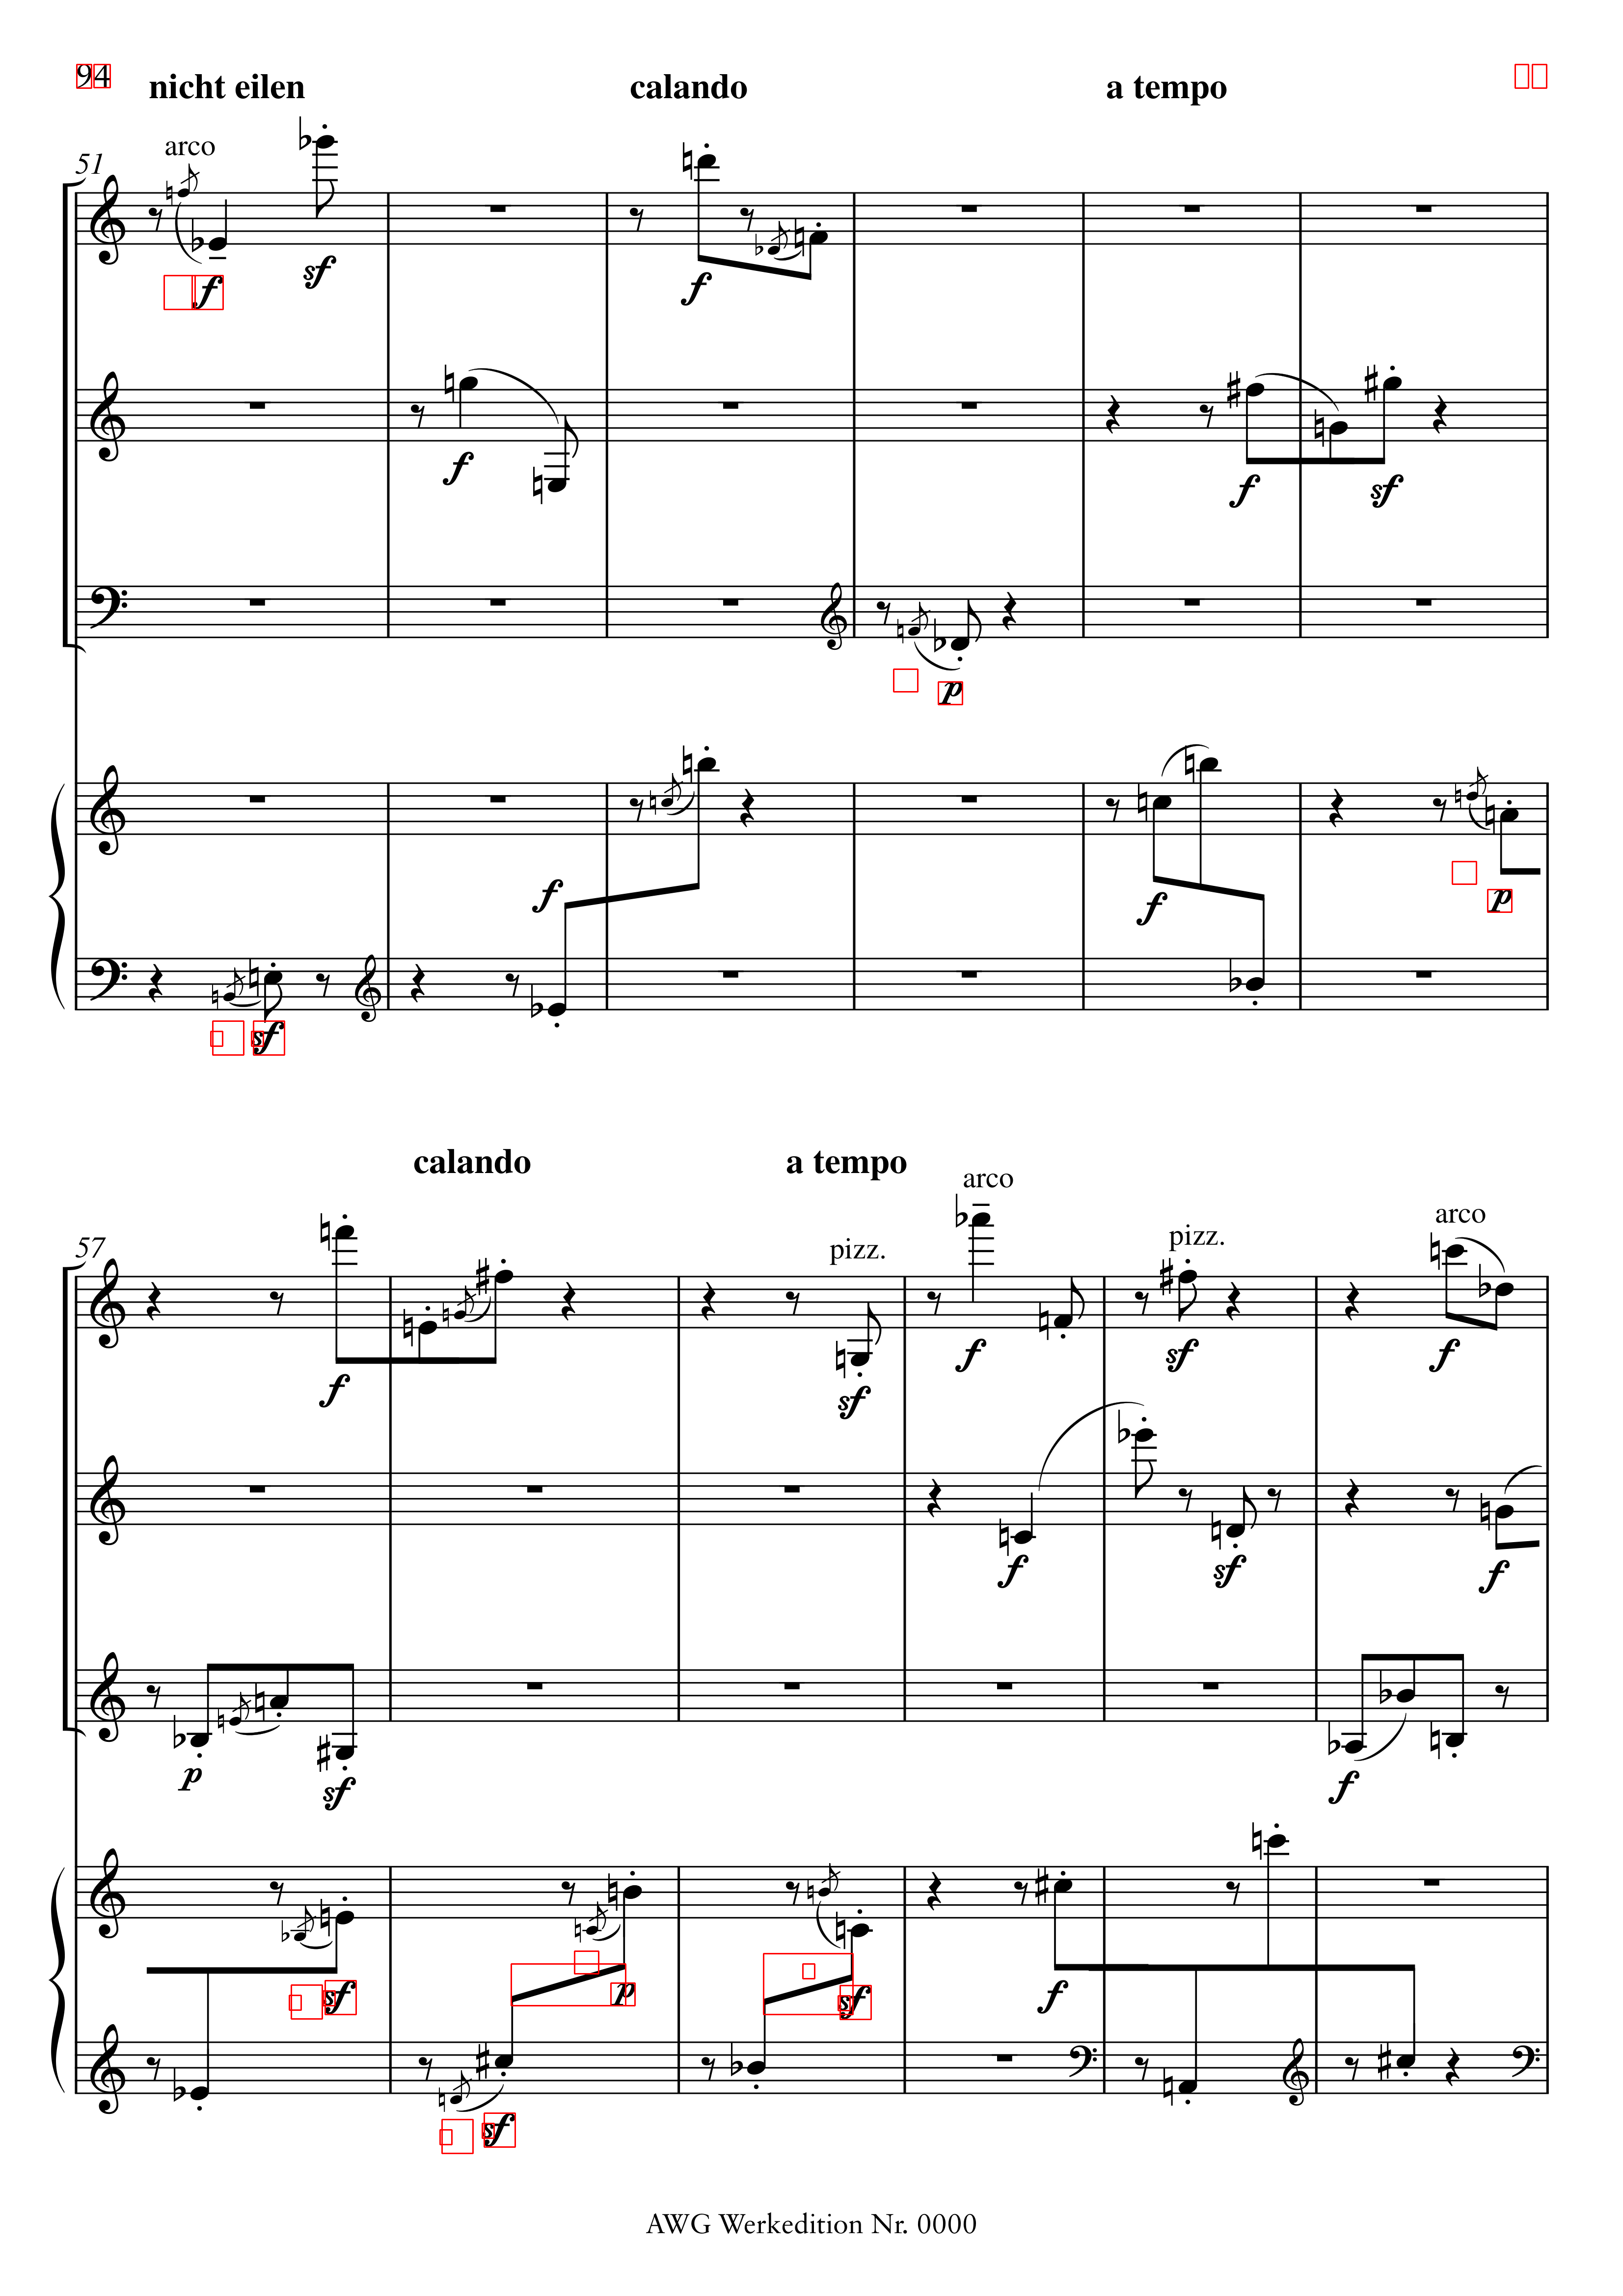 94
nicht eilen calando a tempo
arco
51
f sf f
f f sf
p
f f p
sf
calando a tempo
arco
arco
pizz.
57 pizz.
f sf f sf f
f sf f
p sf f
sf p sf f
sf
AWG Werkedition Nr. 0000